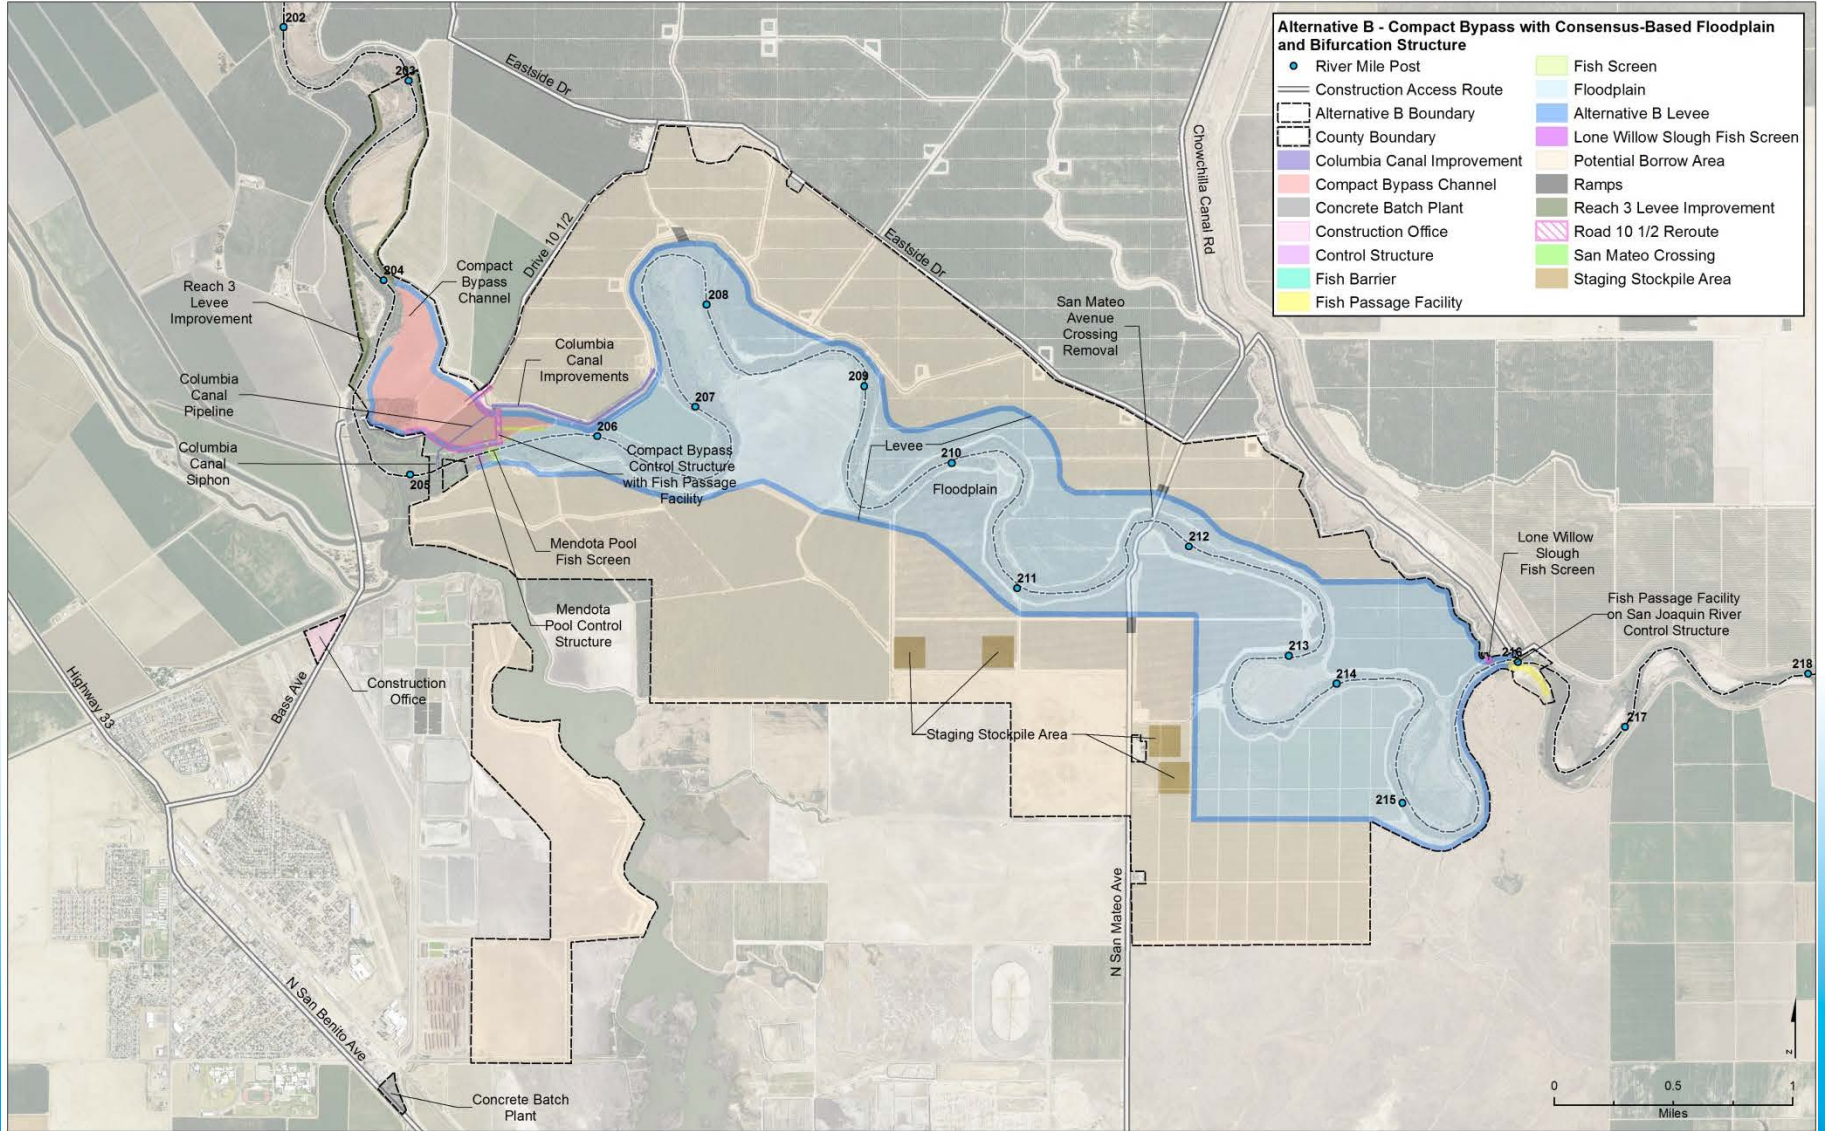 202
203
Eastside Dr
Alternative B - Compact Bypass with Consensus-Based Floodplain
and Bifurcation Structure
River Mile Post
Construction Access Route
Alternative B Boundary
County Boundary
Columbia Canal Improvement
Compact Bypass Channel
Concrete Batch Plant
Construction Office
Control Structure
Fish Barrier
Fish Passage Facility
Fish Screen
Floodplain
Alternative B Levee
Lone Willow Slough Fish Screen
Potential Borrow Area
Ramps
Reach 3 Levee Improvement
Road 10 1/2 Reroute
San Mateo Crossing
Staging Stockpile Area
Chowchilla Canal Rd
Drive 10 1/2
Eastside Dr
204
Compact
Bypass
Channel
Reach 3
Levee
Improvement
208
San Mateo
Avenue
Crossing
Removal
Columbia
Canal
Improvements
Columbia
Canal
Pipeline
209
207
206
Columbia
Canal
Siphon
205
Compact Bypass
Control Structure
with Fish Passage
Facility
Levee
210
Floodplain
Mendota Pool
Fish Screen
212
211
Lone Willow
Slough
Fish Screen
Mendota
Pool Control
Structure
Fish Passage Facility
on San Joaquin River
Control Structure
213
214
216
218
217
Highway 33
Bass Ave
Construction
Office
Staging Stockpile Area
215
N San Mateo Ave
N San Benito Ave
Concrete Batch
Plant
N
0 0.5 1
Miles